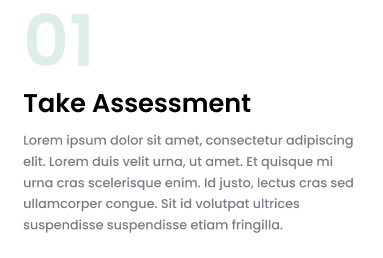 01
Take Assessment
Lorem ipsum dolor sit amet, consectetur adipiscing
elit. Lorem duis velit urna, ut amet. Et quisque mi
urna cras scelerisque enim. Id justo, lectus cras sed
ullamcorper congue. Sit id volutpat ultrices
suspendisse suspendisse etiam fringilla.